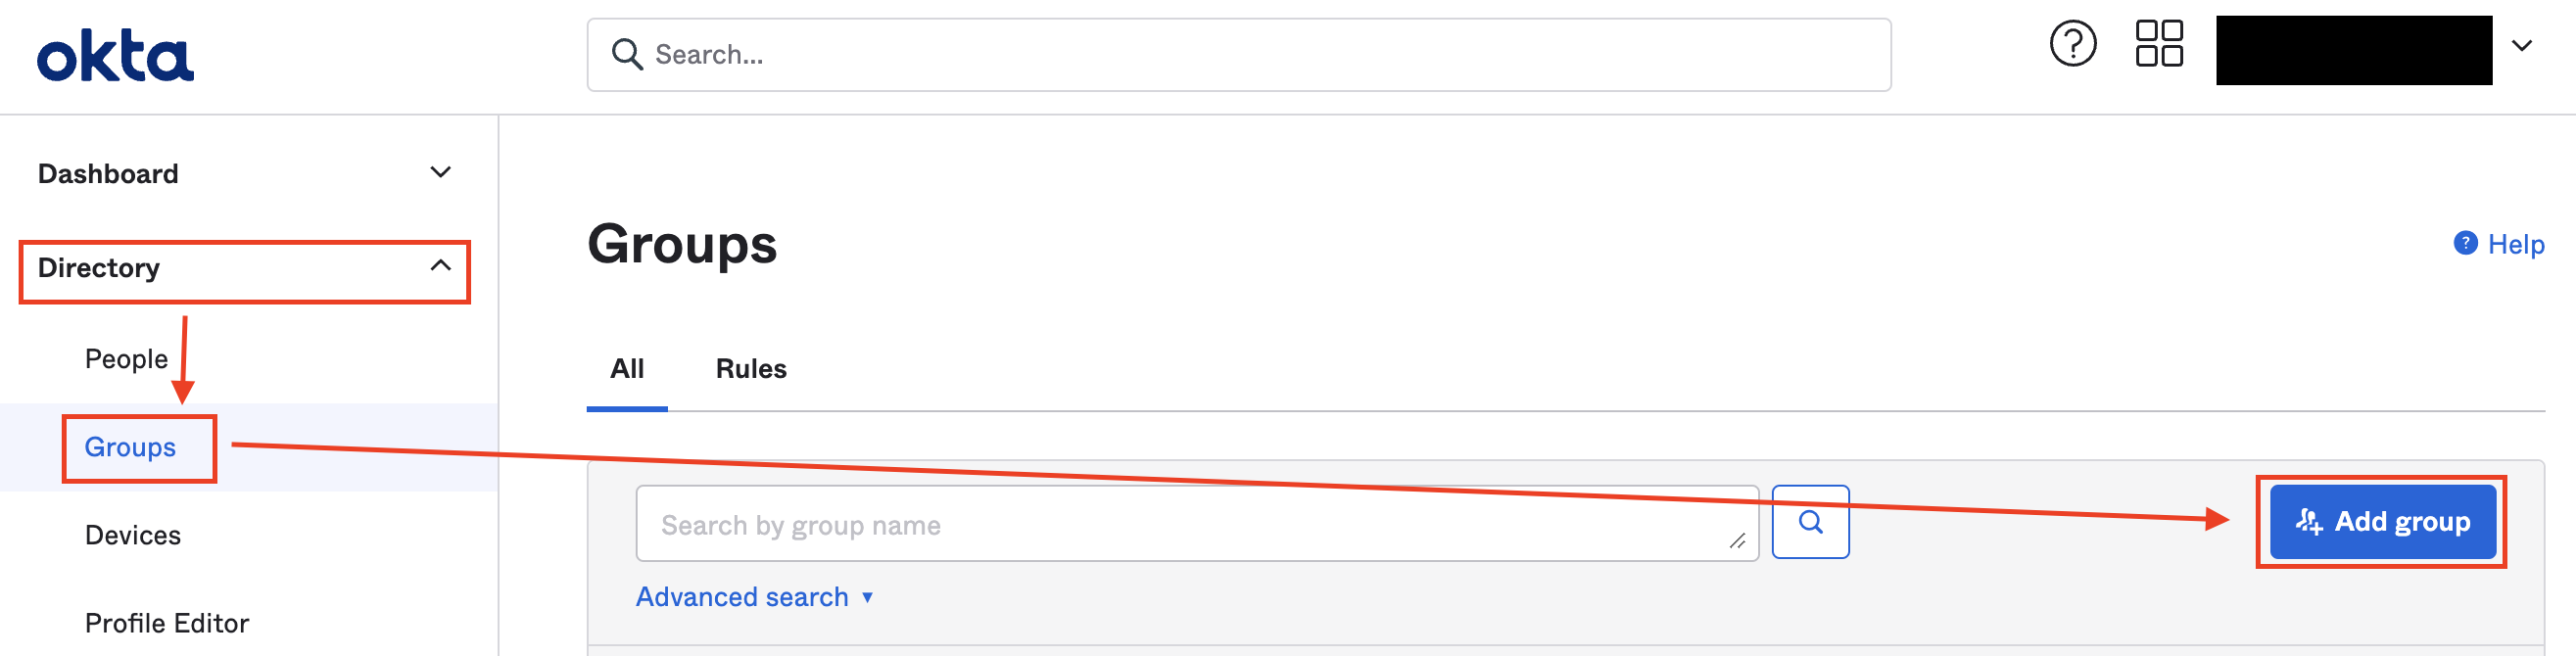 okta
Search...
Dashboard
Directory
People
Groups
Devices
Profile Editor
Groups
Help
All
Rules
Search by group name
Add group
Advanced search